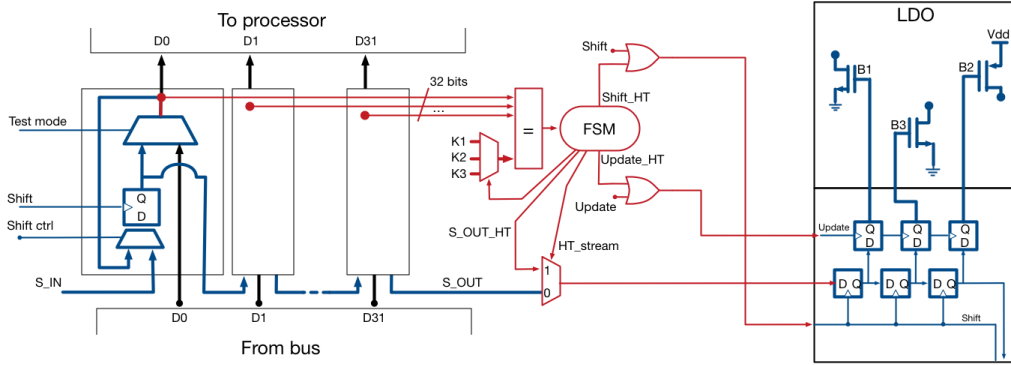 To processor
D0
D1
D31
32 bits
...
Test mode
Shift
Shift ctrl
Q
D
S_IN
S_OUT
D0
D1
D31
From bus
K1
K2
K3
=
FSM
Shift
Shift_HT
Update_HT
Update
S_OUT_HT
HT_stream
1
0
LDO
Vdd
B1
B2
B3
Update
Q
D
Q
D
Q
D
D Q
D Q
D Q
Shift